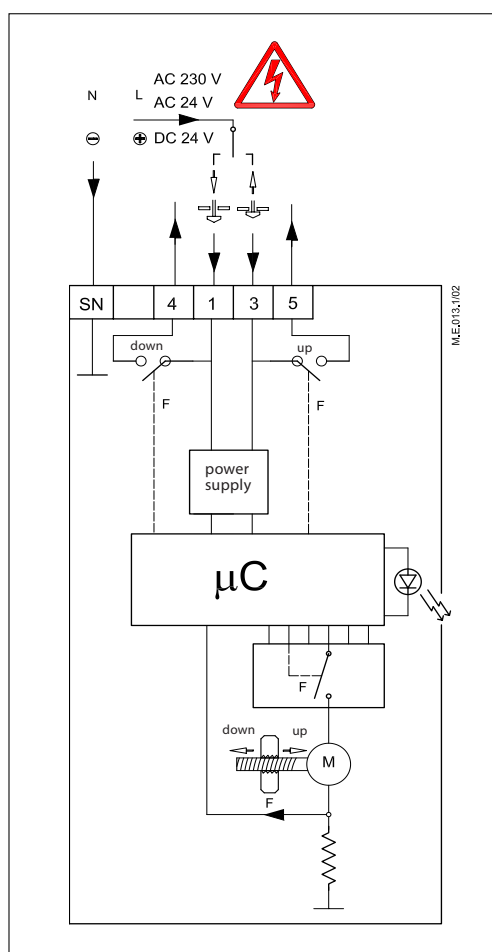 AC 230 V
N L AC 24 V
⊖ ⊕ DC 24 V
SN 4 1 3 5
M.E.013.1/02
down up
F F
power
supply
μC
F
down up
M
F